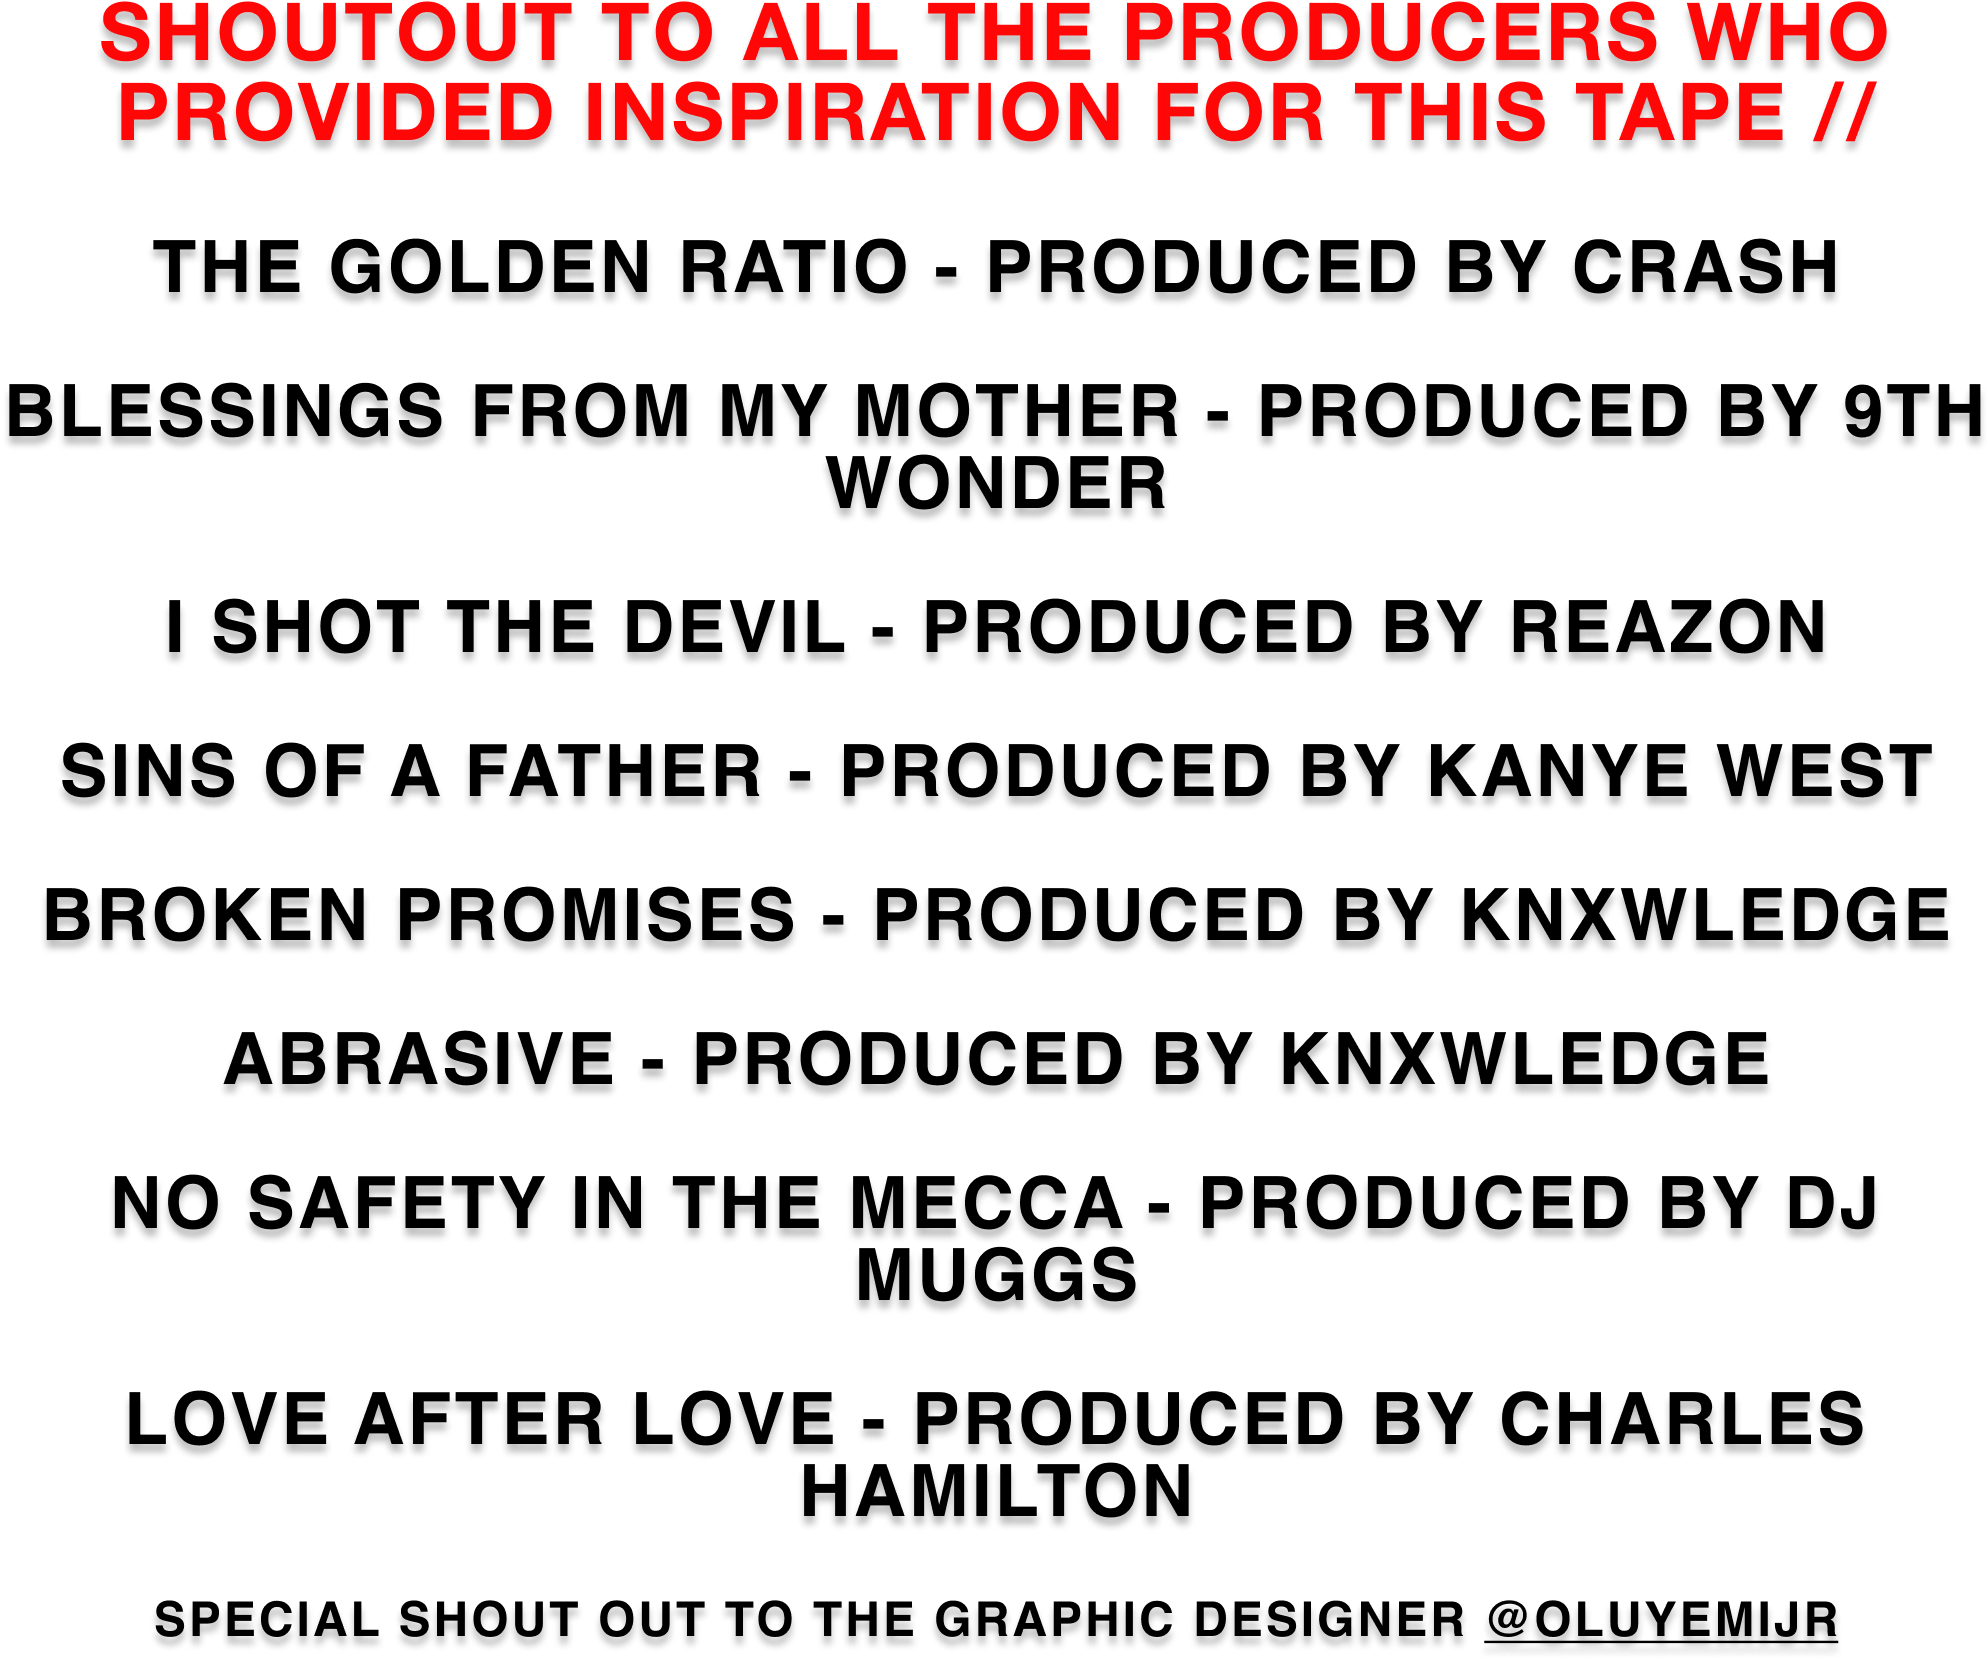 SHOUTOUT TO ALL THE PRODUCERS WHO
PROVIDED INSPIRATION FOR THIS TAPE //
THE GOLDEN RATIO - PRODUCED BY CRASH
BLESSINGS FROM MY MOTHER - PRODUCED BY 9TH
WONDER
I SHOT THE DEVIL - PRODUCED BY REAZON
SINS OF A FATHER - PRODUCED BY KANYE WEST
BROKEN PROMISES - PRODUCED BY KNXWLEDGE
ABRASIVE - PRODUCED BY KNXWLEDGE
NO SAFETY IN THE MECCA - PRODUCED BY DJ
MUGGS
LOVE AFTER LOVE - PRODUCED BY CHARLES
HAMILTON
SPECIAL SHOUT OUT TO THE GRAPHIC DESIGNER @OLUYEMIJR